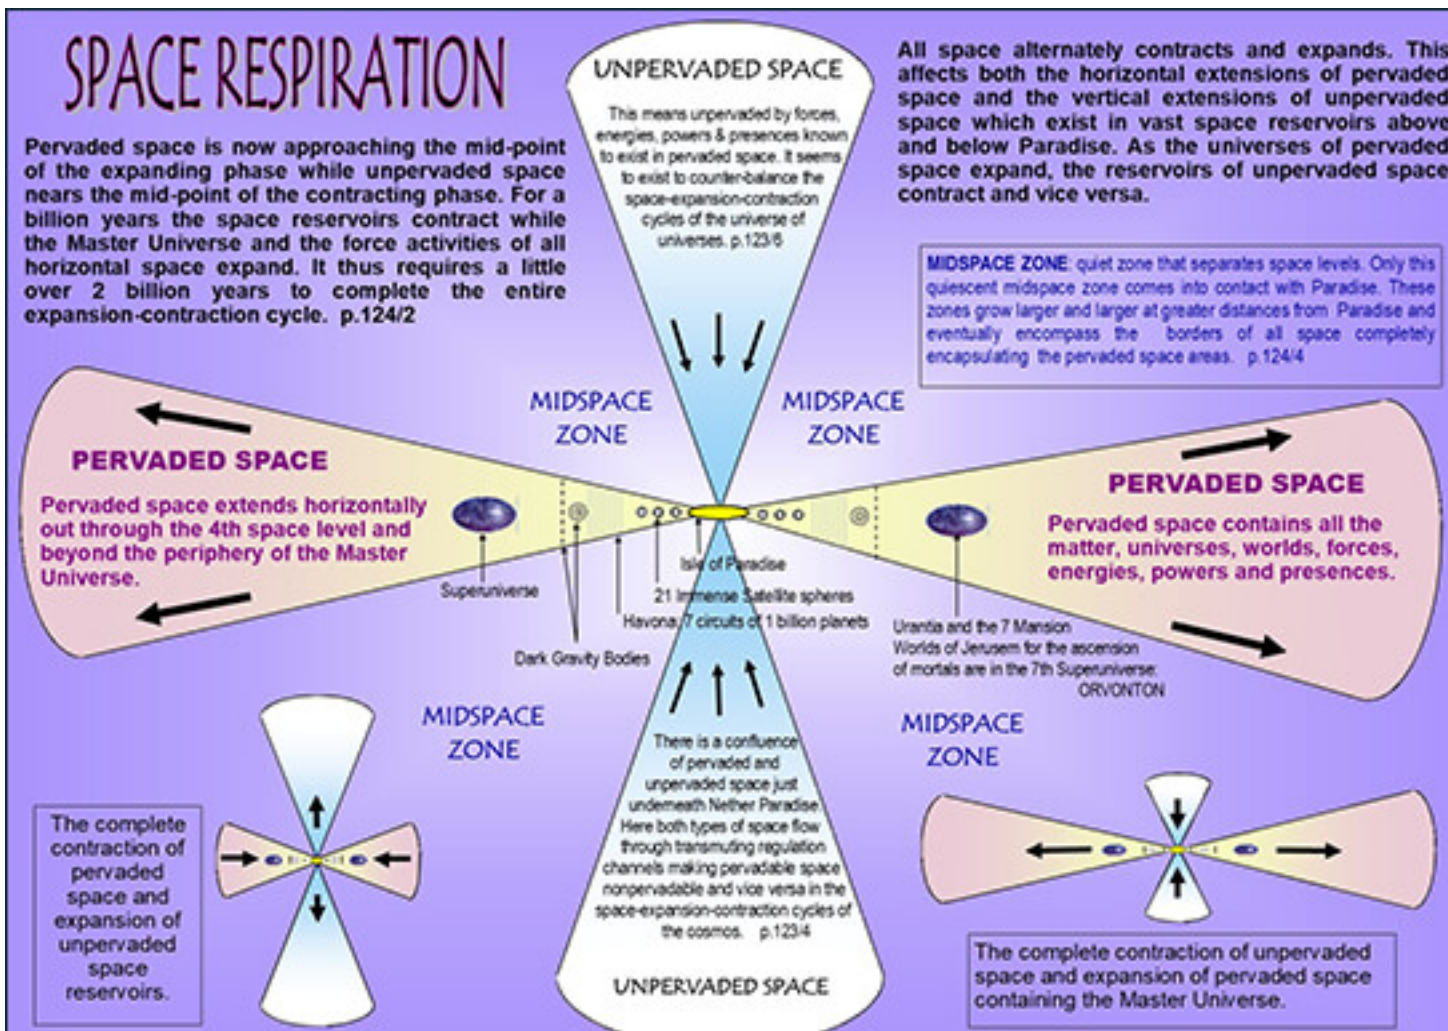 SPACE RESPIRATION
Pervaded space is now approaching the mid-point
of the expanding phase while unpervaded space
nears the mid-point of the contracting phase. For a
billion years the space reservoirs contract while
the Master Universe and the force activities of all
horizontal space expand. It thus requires a little
over 2 billion years to complete the entire
expansion-contraction cycle. p.124/2
UNPERVADED SPACE
This means unpervaded by forces,
energies, powers & presences known
to exist in pervaded space. It seems
to exist to counter-balance the
space-expansion-contraction
cycles of the universe of
universes. p.123/6
All space alternately contracts and expands. This
affects both the horizontal extensions of pervaded
space and the vertical extensions of unpervaded
space which exist in vast space reservoirs above
and below Paradise. As the universes of pervaded
space expand, the reservoirs of unpervaded space
contract and vice versa.
MIDSPACE ZONE: quiet zone that separates space levels. Only this
quiescent midspace zone comes into contact with Paradise. These
zones grow larger and larger at greater distances from Paradise and
eventually encompass the borders of all space completely
encapsulating the pervaded space areas. p.124/4
MIDSPACE
ZONE
MIDSPACE
ZONE
PERVADED SPACE
Pervaded space extends horizontally
out through the 4th space level and
beyond the periphery of the Master
Universe.
PERVADED SPACE
Pervaded space contains all the
matter, universes, worlds, forces,
energies, powers and presences.
Isle of Paradise
Superuniverse
21 Immense Satellite spheres
Havona: 7 circuits of 1 billion planets
Dark Gravity Bodies
Urantia and the 7 Mansion
Worlds of Jerusem for the ascension
of mortals are in the 7th Superuniverse:
ORVONTON
MIDSPACE
ZONE
MIDSPACE
ZONE
There is a confluence
of pervaded and
unpervaded space just
underneath Nether Paradise.
Here both types of space flow
through transmuting regulation
channels making pervadable space
nonpervadable and vice versa in the
space-expansion-contraction cycles of
the cosmos. p.123/4
UNPERVADED SPACE
The complete
contraction of
pervaded
space and
expansion of
unpervaded
space
reservoirs.
The complete contraction of unpervaded
space and expansion of pervaded space
containing the Master Universe.